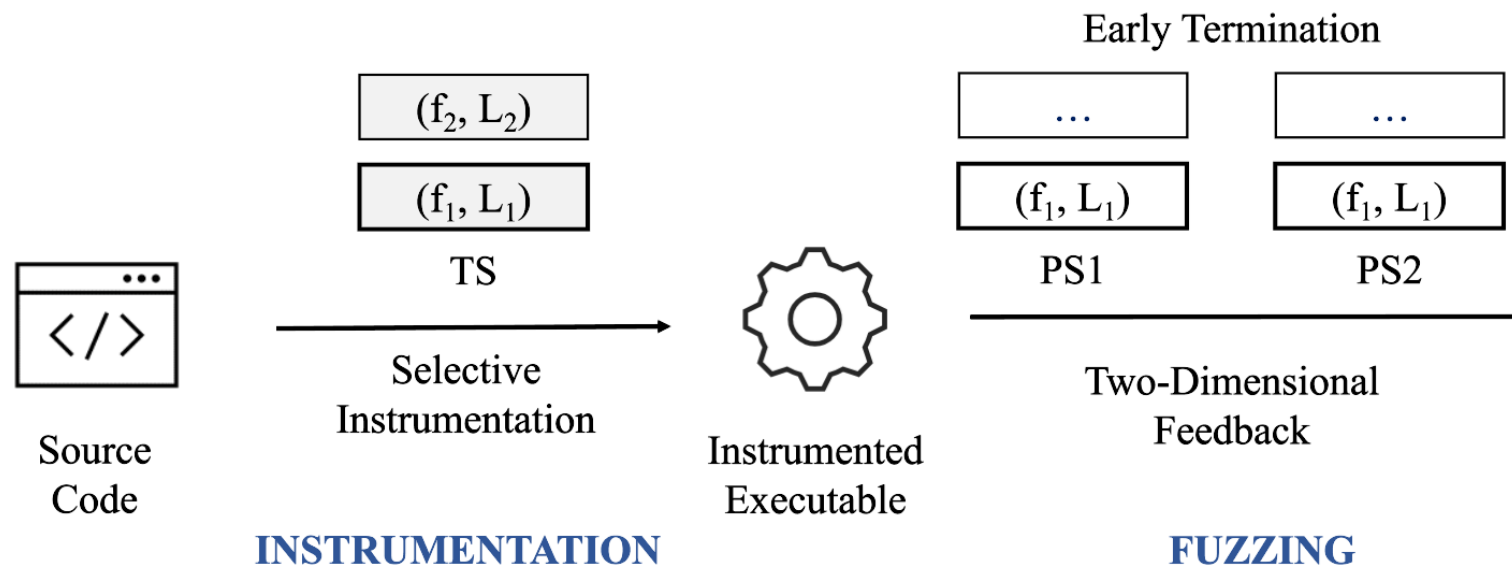 Early Termination
(f₂, L₂)
(f₁, L₁)
TS
…
(f₁, L₁)
PS1
…
(f₁, L₁)
PS2
</>
Source
Code
Selective
Instrumentation
Instrumented
Executable
Two-Dimensional
Feedback
INSTRUMENTATION
FUZZING